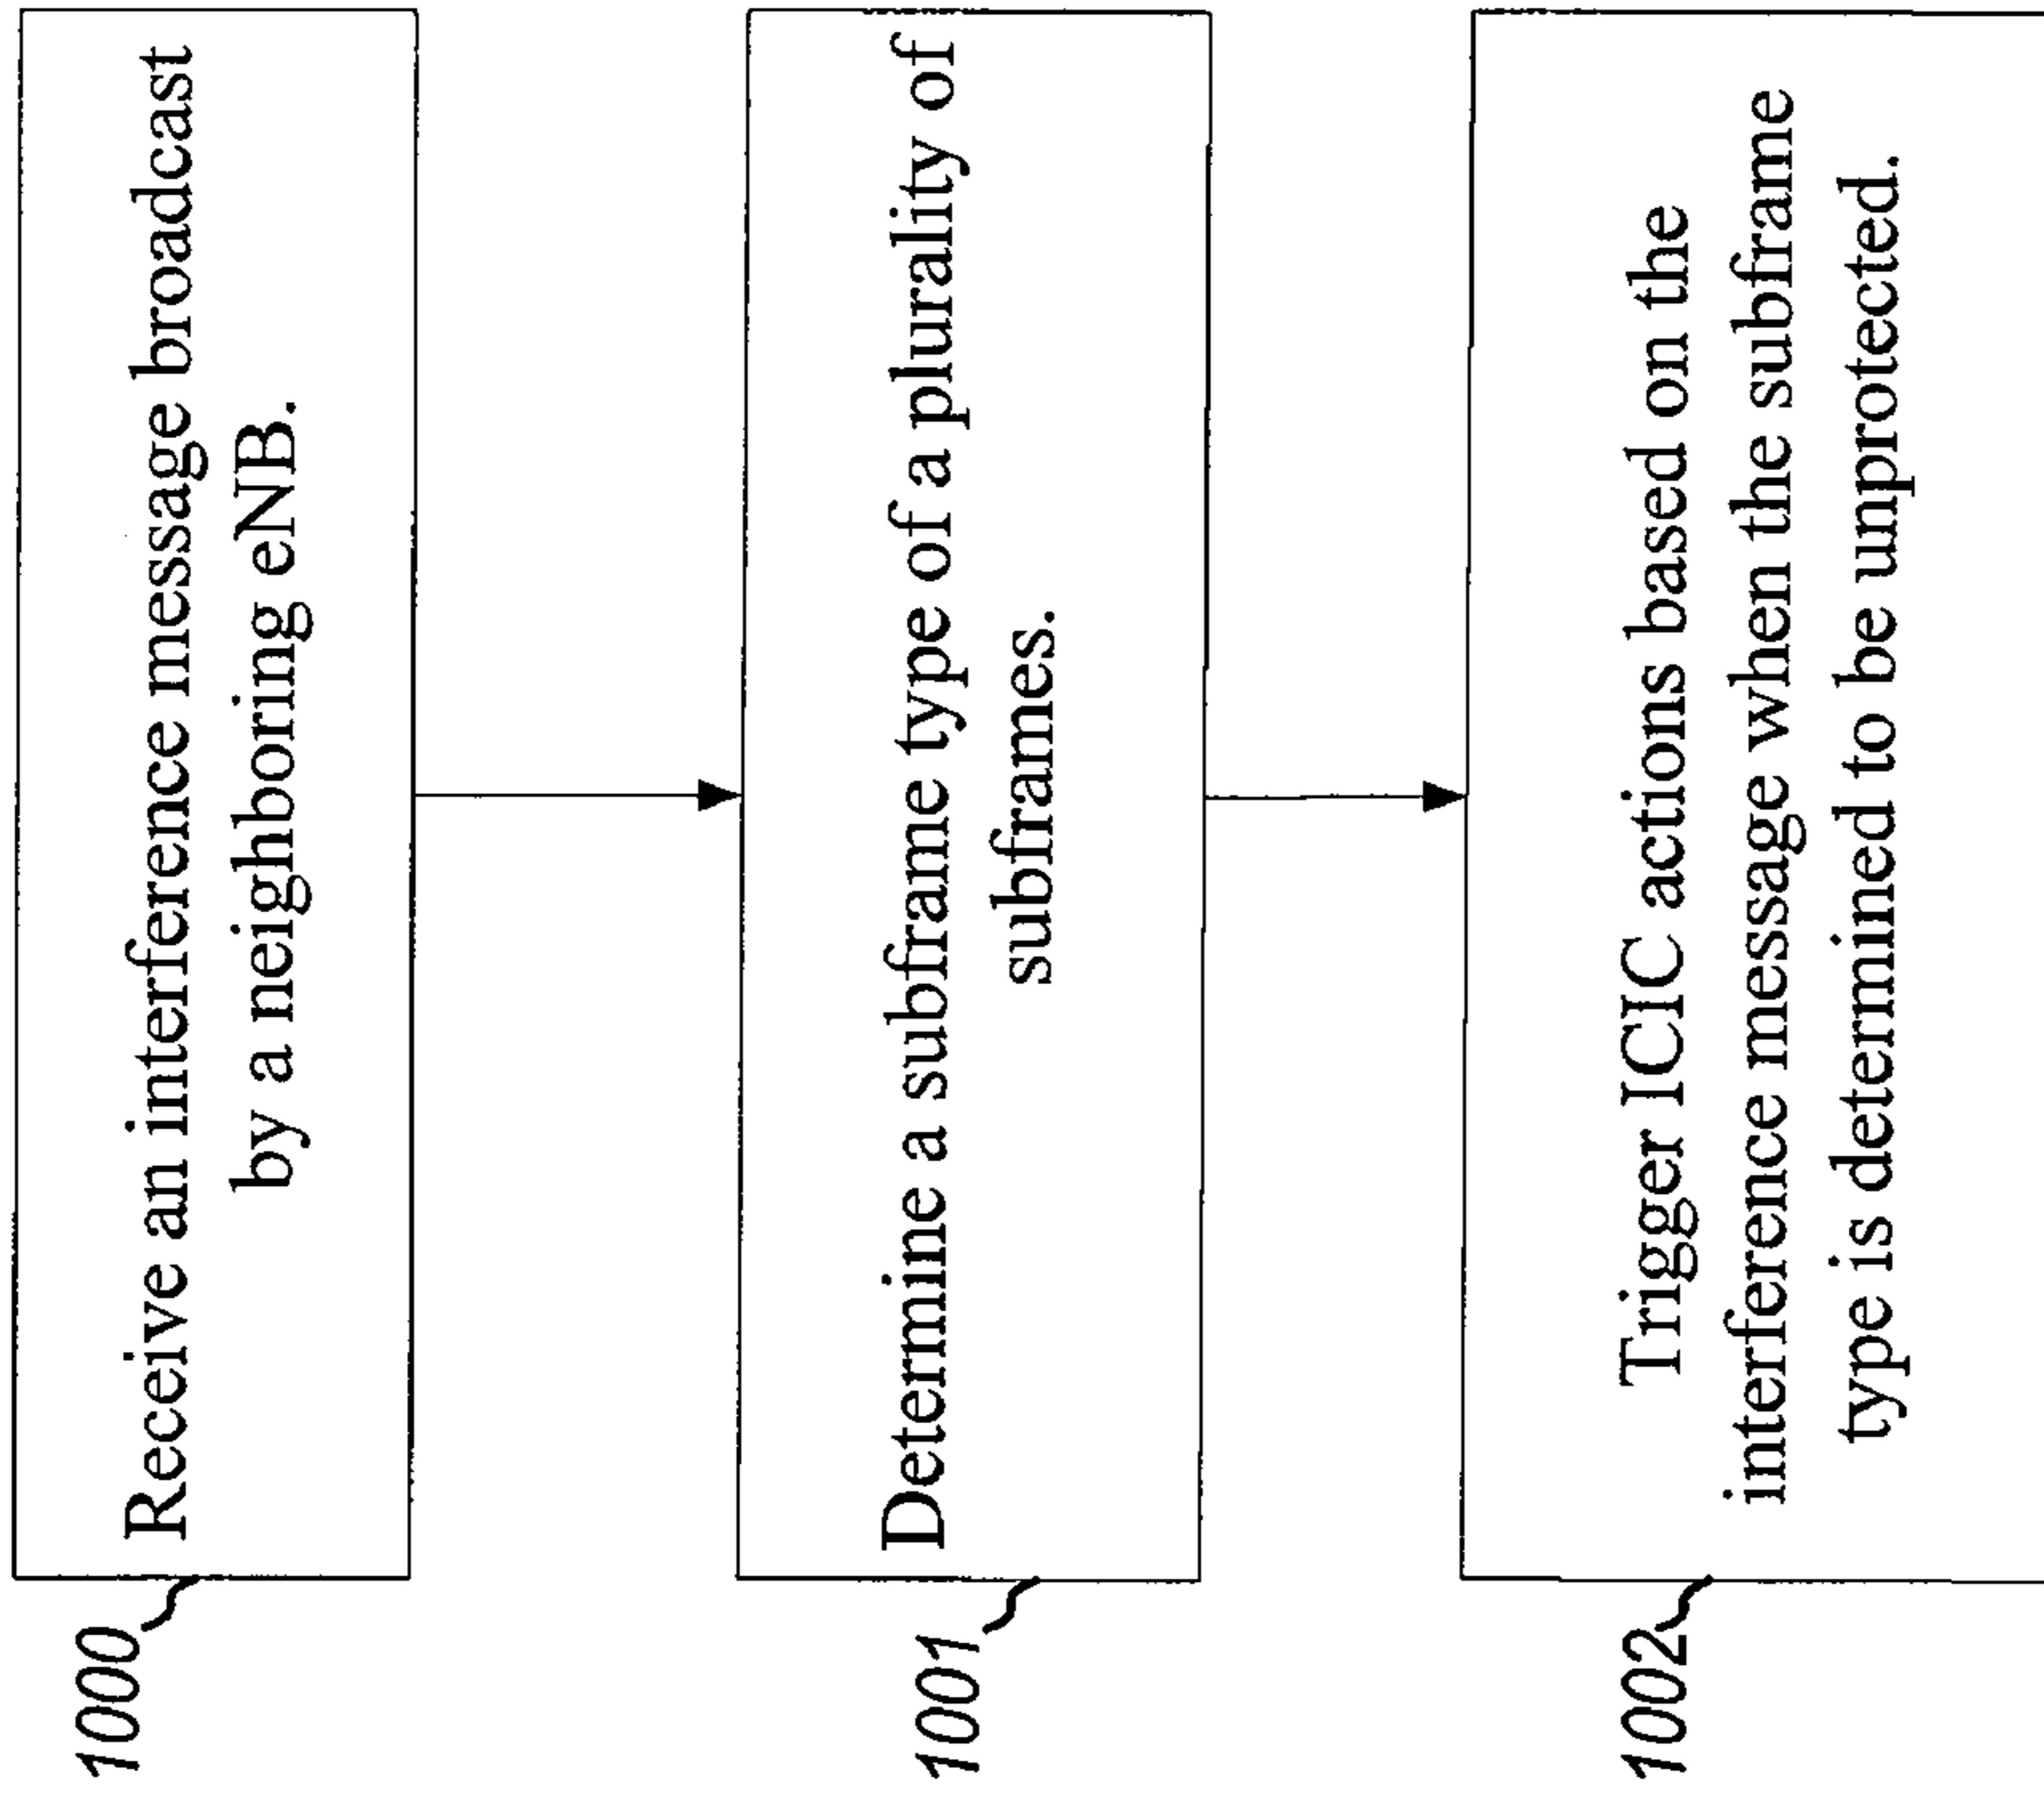 1000
Receive an interference message broadcast
by a neighboring eNB.
1001
Determine a subframe type of a plurality of
subframes.
1002
Trigger ICIC actions based on the
interference message when the subframe
type is determined to be unprotected.